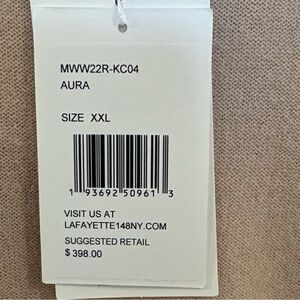 MWW22R-KC04
AURA
SIZE XXL
1 93692 50961 3
VISIT US AT
LAFAYETTE148NY.COM
SUGGESTED RETAIL
$ 398.00